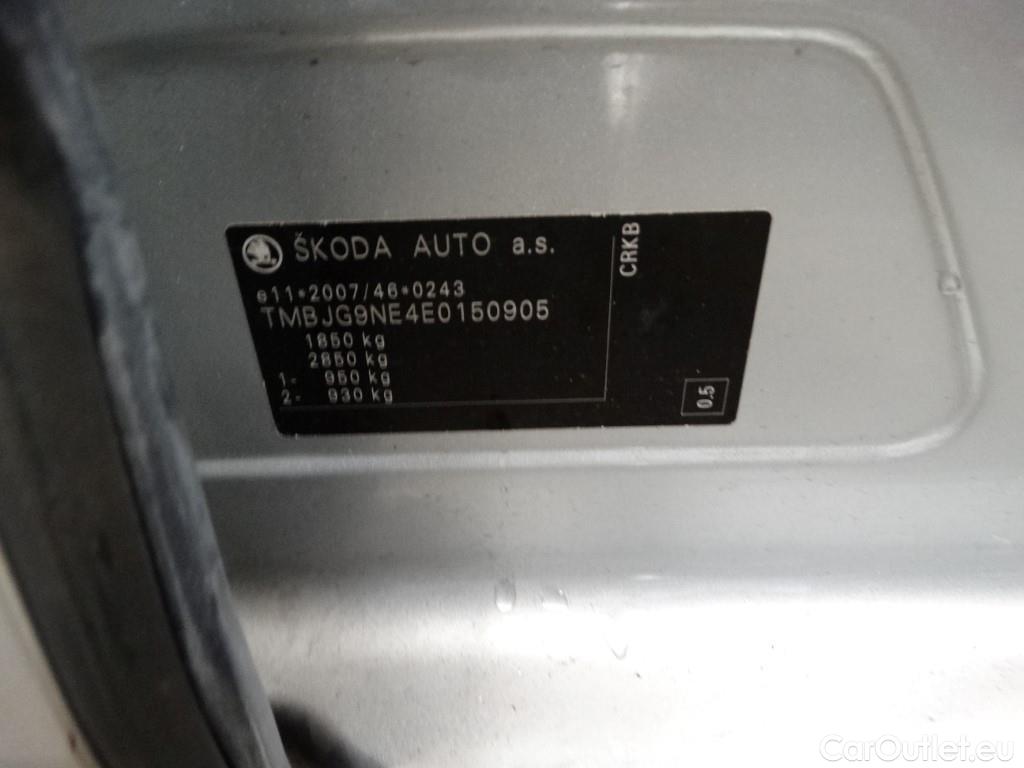 ŠKODA AUTO a.s.
CRKB
e11*2007/46*0243
TMBJG9NE4E0150905
1850 kg
2850 kg
1- 950 kg
2- 930 kg
0.5
CarOutlet.eu